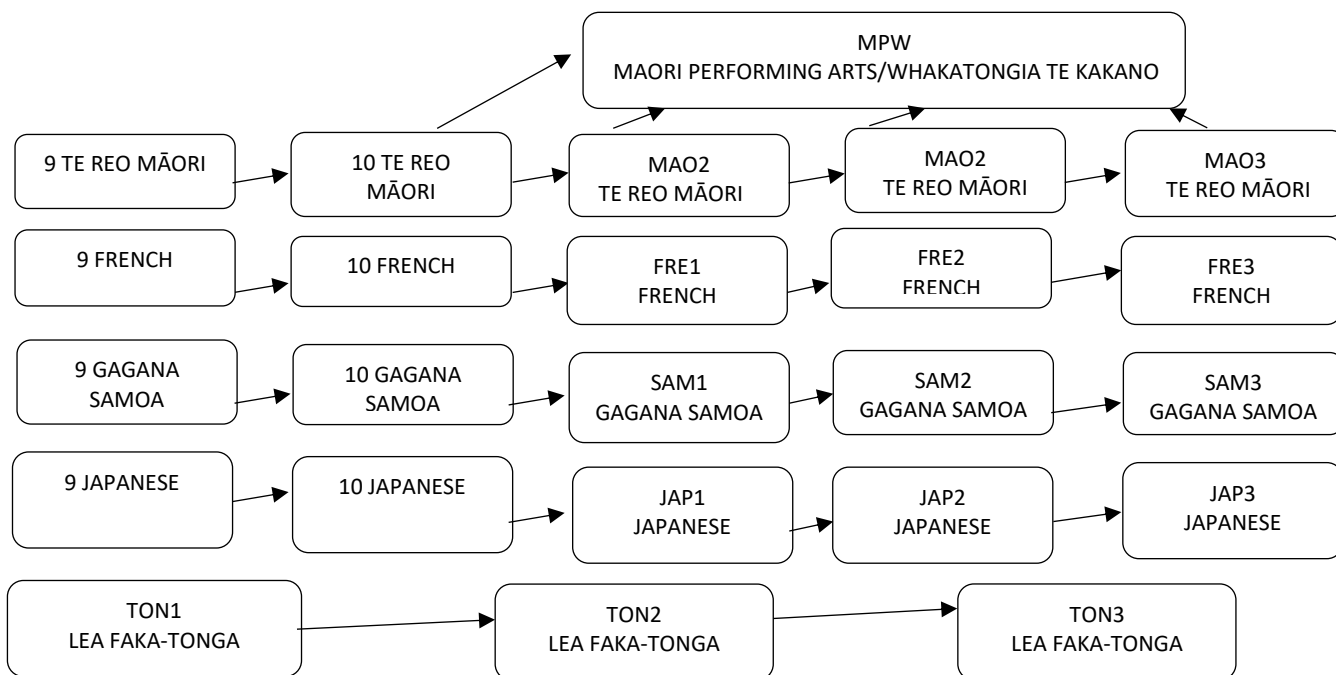 MPW
MAORI PERFORMING ARTS/WHAKATONGIA TE KAKANO
9 TE REO MĀORI
10 TE REO
MĀORI
MAO2
TE REO MĀORI
MAO2
TE REO MĀORI
MAO3
TE REO MĀORI
9 FRENCH
10 FRENCH
FRE1
FRENCH
FRE2
FRENCH
FRE3
FRENCH
9 GAGANA
SAMOA
10 GAGANA
SAMOA
SAM1
GAGANA SAMOA
SAM2
GAGANA SAMOA
SAM3
GAGANA SAMOA
9 JAPANESE
10 JAPANESE
JAP1
JAPANESE
JAP2
JAPANESE
JAP3
JAPANESE
TON1
LEA FAKA-TONGA
TON2
LEA FAKA-TONGA
TON3
LEA FAKA-TONGA